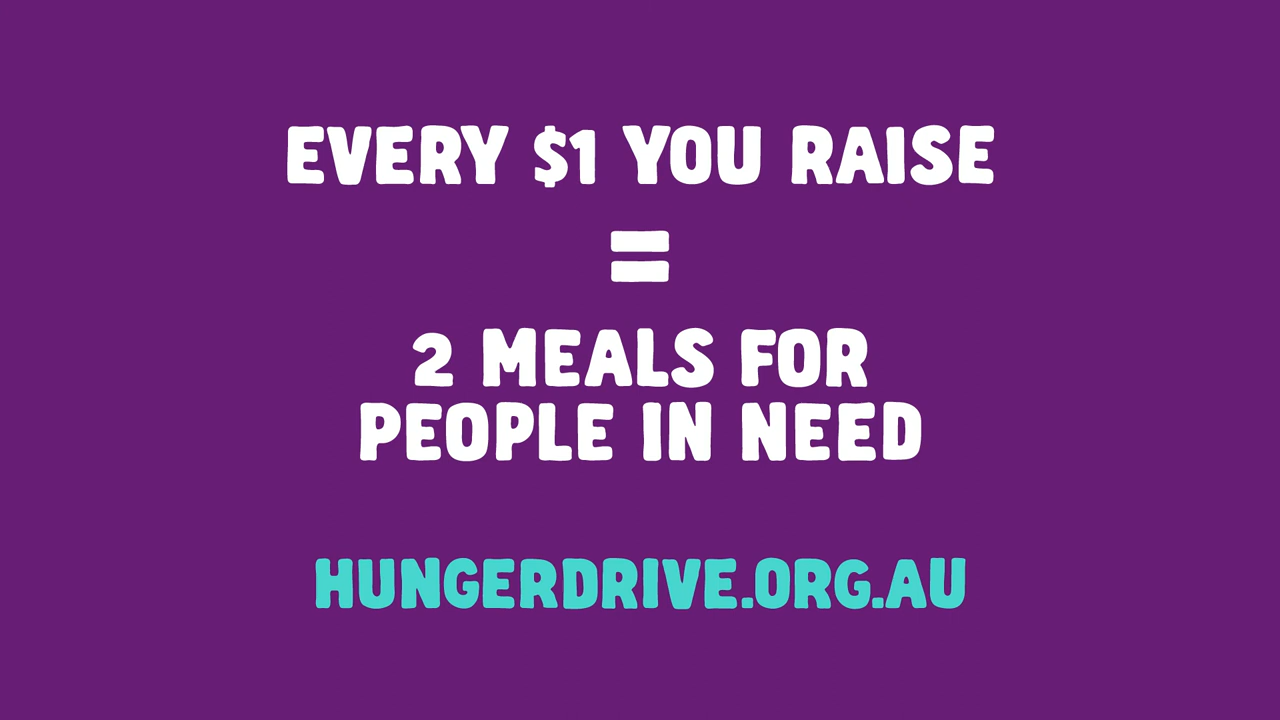 EVERY $1 YOU RAISE
=
2 MEALS FOR
PEOPLE IN NEED
HUNGERDRIVE.ORG.AU